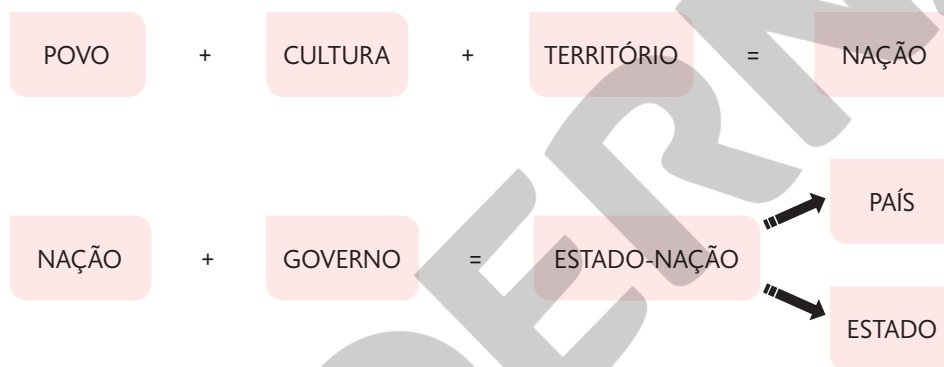 POVO + CULTURA + TERRITÓRIO = NAÇÃO
PAÍS
NAÇÃO + GOVERNO = ESTADO-NAÇÃO
ESTADO